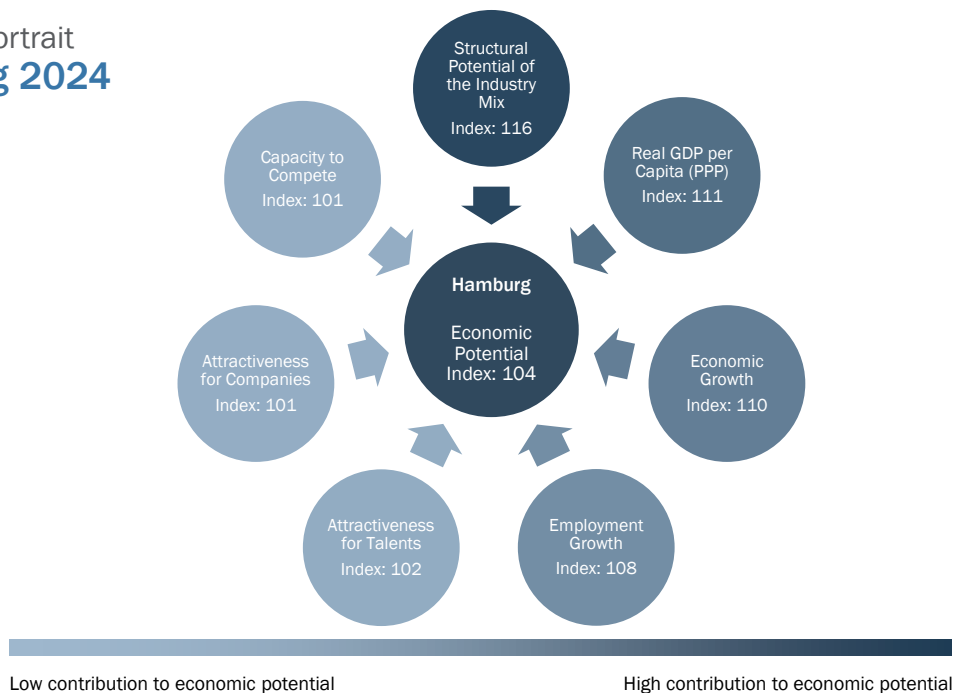 ortrait
g 2024
Structural
Potential of
the Industry
Mix
Index: 116
Real GDP per
Capita (PPP)
Index: 111
Economic
Growth
Index: 110
Employment
Growth
Index: 108
Attractiveness
for Talents
Index: 102
Attractiveness
for Companies
Index: 101
Capacity to
Compete
Index: 101
Hamburg
Economic
Potential
Index: 104
Low contribution to economic potential
High contribution to economic potential